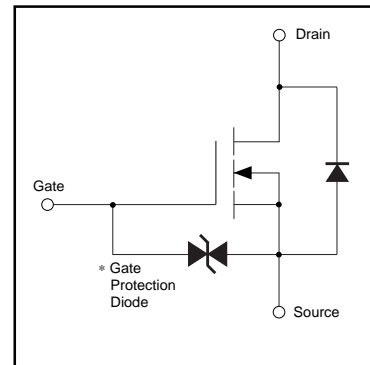 Drain
Gate
* Gate
Protection
Diode
Source